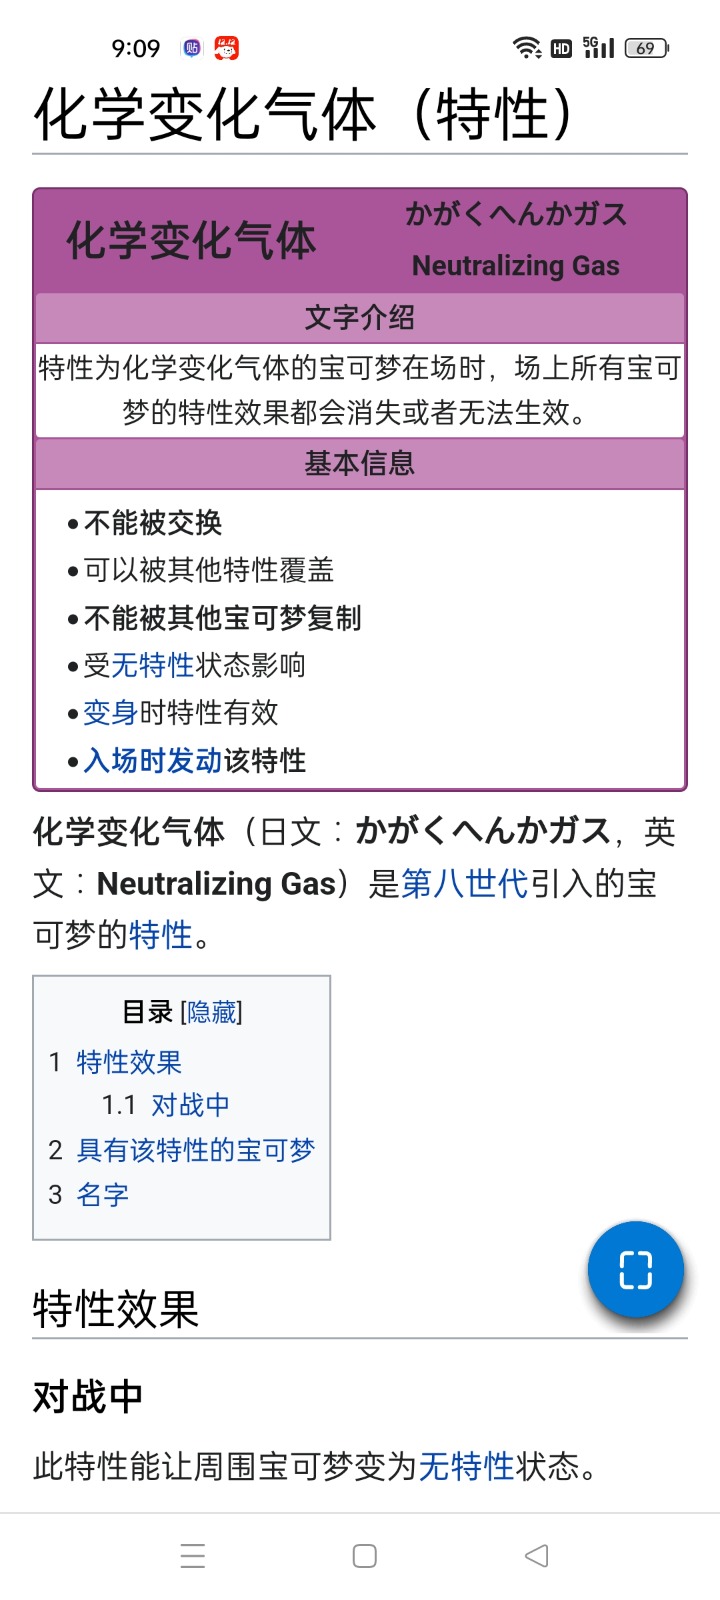 9:09 贴 HD 5G 69
化学变化气体（特性）
化学变化气体
かがくへんかガス
Neutralizing Gas
文字介绍
特性为化学变化气体的宝可梦在场时，场上所有宝可
梦的特性效果都会消失或者无法生效。
基本信息
•不能被交换
•可以被其他特性覆盖
•不能被其他宝可梦复制
•受无特性状态影响
•变身时特性有效
•入场时发动该特性
化学变化气体（日文：かがくへんかガス，英
文：Neutralizing Gas）是第八世代引入的宝
可梦的特性。
目录 [隐藏]
1 特性效果
1.1 对战中
2 具有该特性的宝可梦
3 名字
特性效果
对战中
此特性能让周围宝可梦变为无特性状态。